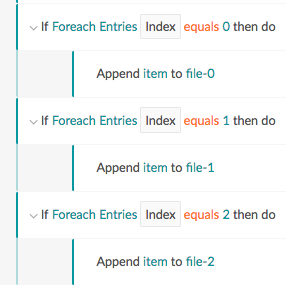 If Foreach Entries Index equals 0 then do
Append item to file-0
If Foreach Entries Index equals 1 then do
Append item to file-1
If Foreach Entries Index equals 2 then do
Append item to file-2